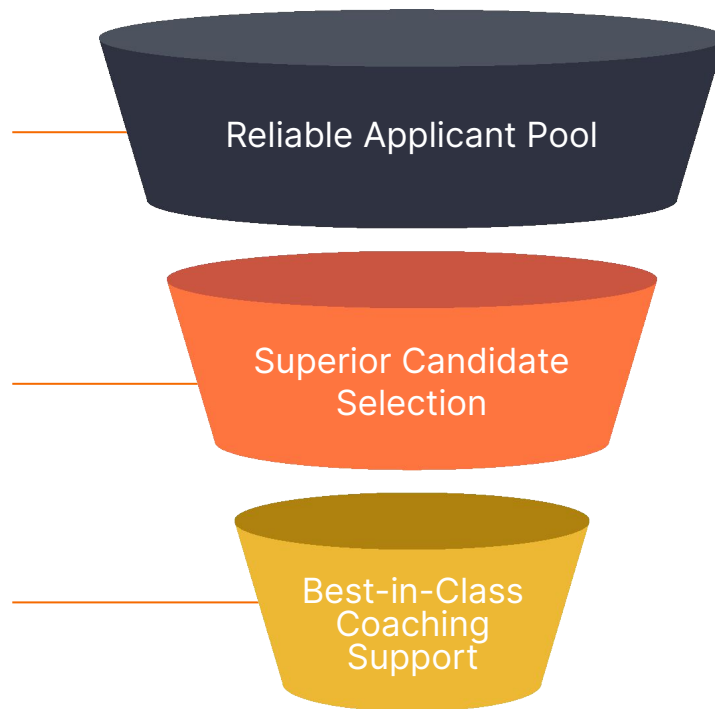 Reliable Applicant Pool
Superior Candidate
Selection
Best-in-Class
Coaching
Support